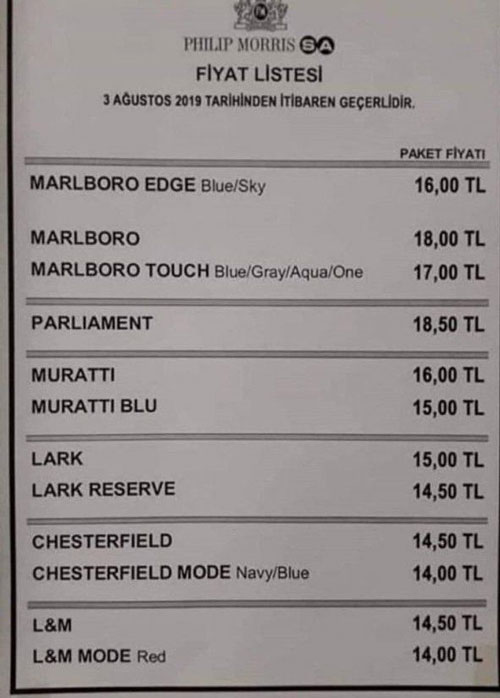 PHILIP MORRIS SA
FİYAT LİSTESİ
3 AĞUSTOS 2019 TARİHİNDEN İTİBAREN GEÇERLİDİR.
PAKET FİYATI
MARLBORO EDGE Blue/Sky 16,00 TL
MARLBORO 18,00 TL
MARLBORO TOUCH Blue/Gray/Aqua/One 17,00 TL
PARLIAMENT 18,50 TL
MURATTI 16,00 TL
MURATTI BLU 15,00 TL
LARK 15,00 TL
LARK RESERVE 14,50 TL
CHESTERFIELD 14,50 TL
CHESTERFIELD MODE Navy/Blue 14,00 TL
L&M 14,50 TL
L&M MODE Red 14,00 TL